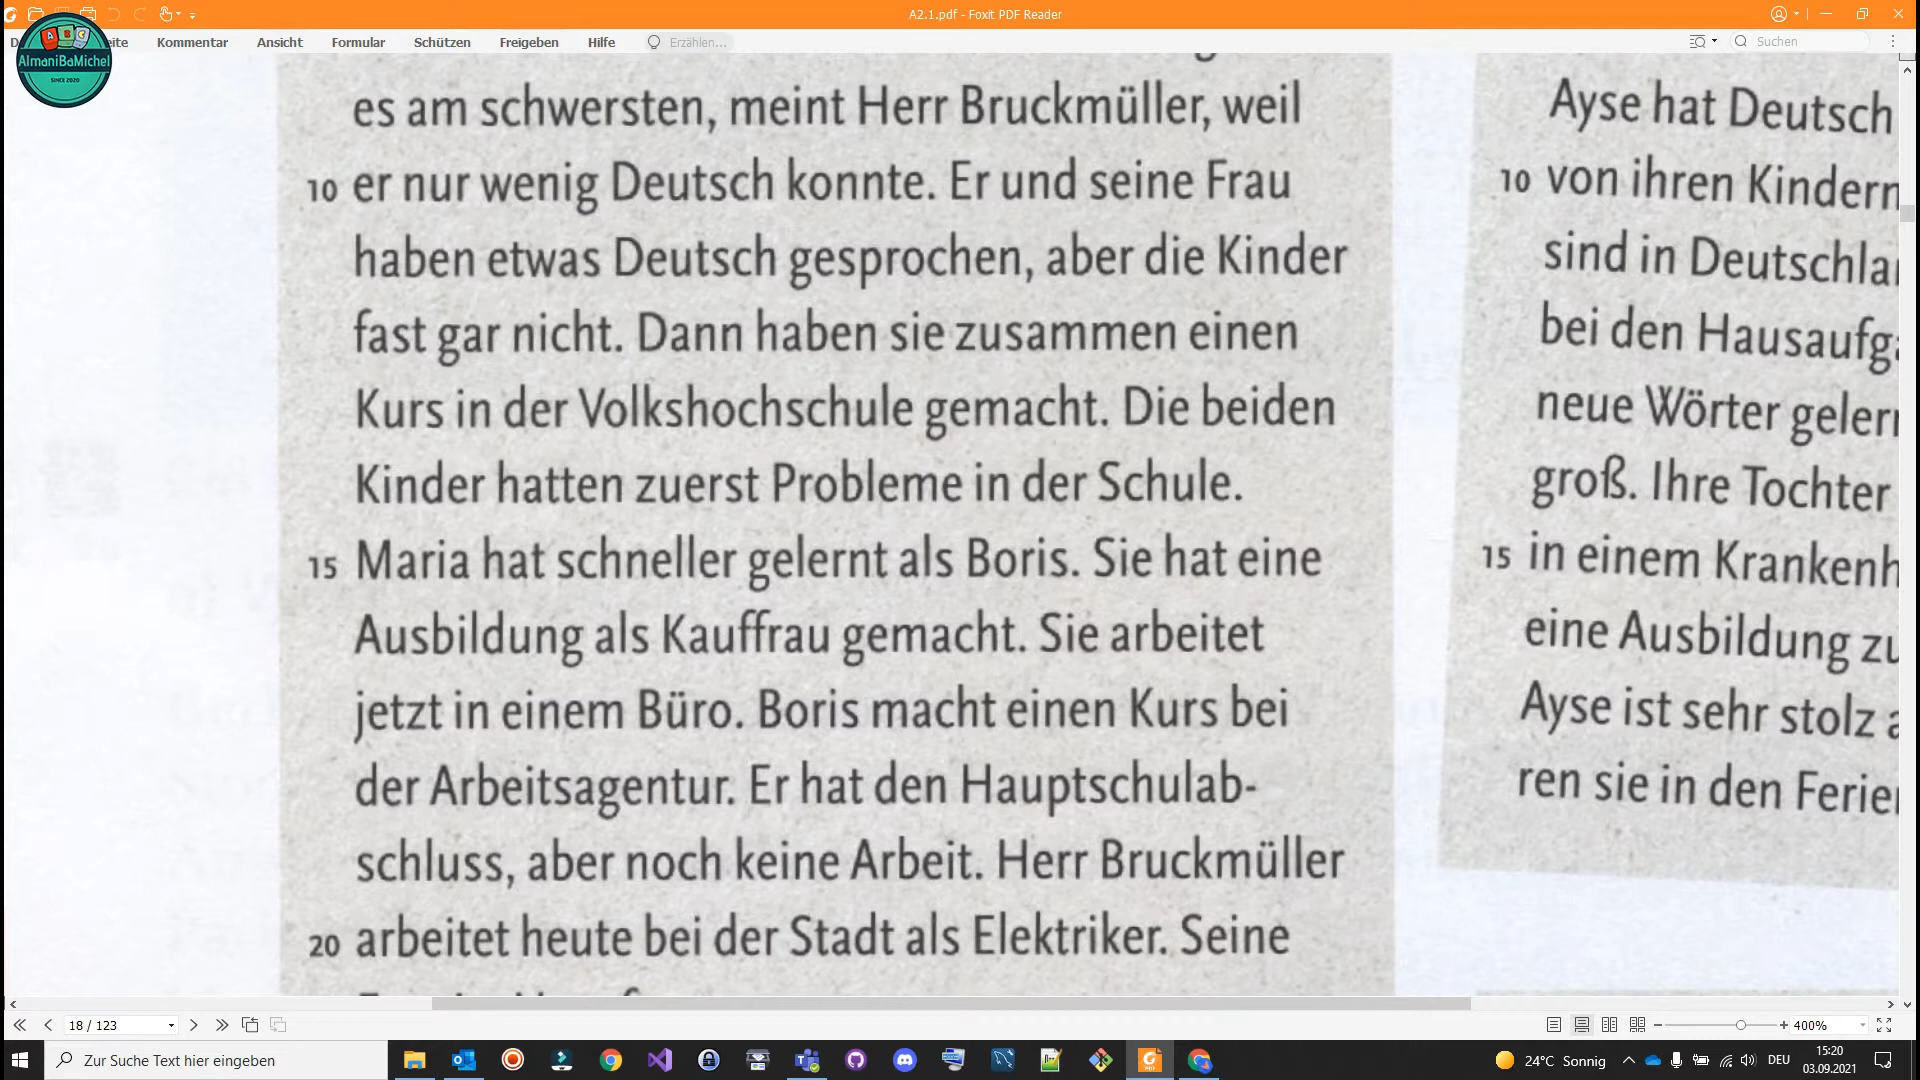 A2.1.pdf - Foxit PDF Reader
Kommentar Ansicht Formular Schützen Freigeben Hilfe Erzählen... Suchen
AlmaniBaMichel
SINCE 2020
es am schwersten, meint Herr Bruckmüller, weil
10 er nur wenig Deutsch konnte. Er und seine Frau
haben etwas Deutsch gesprochen, aber die Kinder
fast gar nicht. Dann haben sie zusammen einen
Kurs in der Volkshochschule gemacht. Die beiden
Kinder hatten zuerst Probleme in der Schule.
15 Maria hat schneller gelernt als Boris. Sie hat eine
Ausbildung als Kauffrau gemacht. Sie arbeitet
jetzt in einem Büro. Boris macht einen Kurs bei
der Arbeitsagentur. Er hat den Hauptschulab-
schluss, aber noch keine Arbeit. Herr Bruckmüller
20 arbeitet heute bei der Stadt als Elektriker. Seine
Ayse hat Deutsch
10 von ihren Kindern
sind in Deutschla
bei den Hausaufg
neue Wörter geler
groß. Ihre Tochter
15 in einem Krankenh
eine Ausbildung zu
Ayse ist sehr stolz a
ren sie in den Ferie
18 / 123
400%
Zur Suche Text hier eingeben
24°C Sonnig
DEU
15:20
03.09.2021